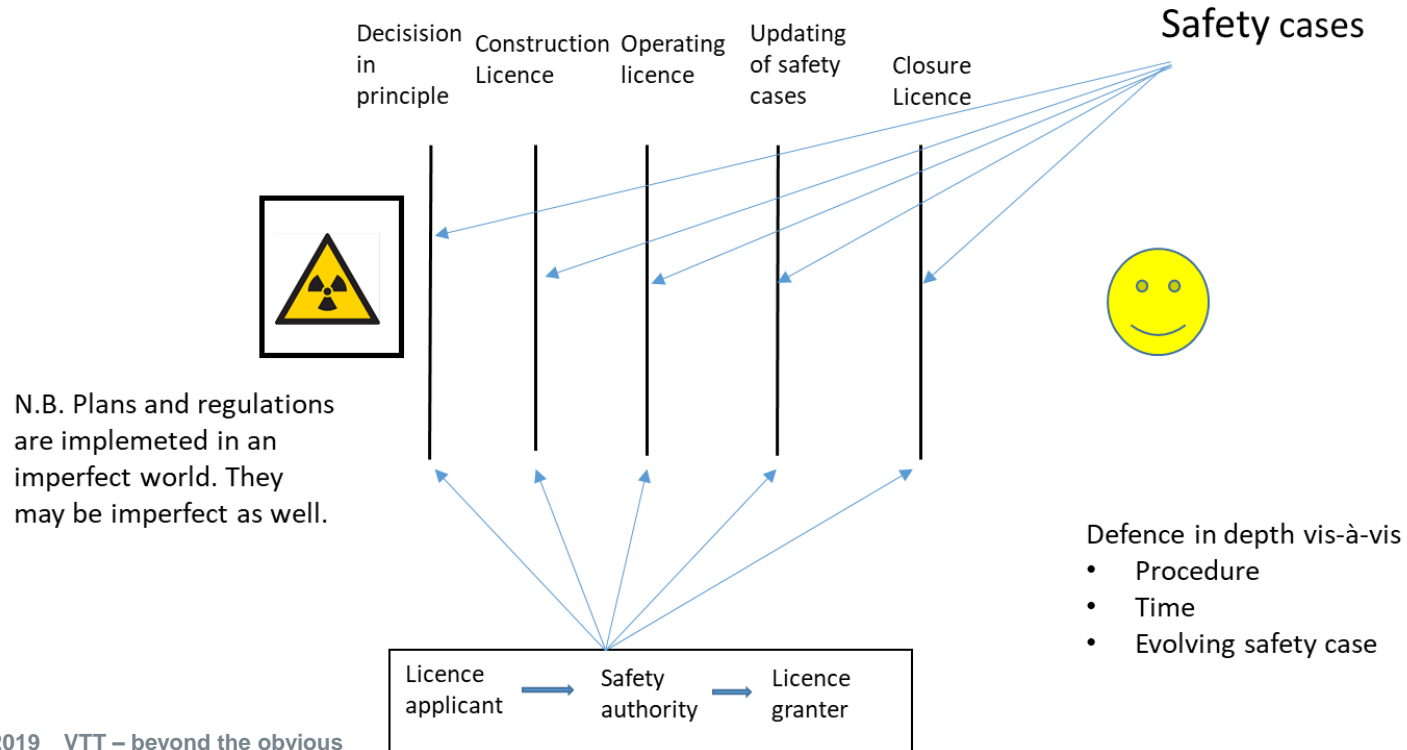 Safety cases
Decisision
in
principle
Construction
Licence
Operating
licence
Updating
of safety
cases
Closure
Licence
N.B. Plans and regulations
are implemeted in an
imperfect world. They
may be imperfect as well.
Defence in depth vis-à-vis
• Procedure
• Time
• Evolving safety case
Licence
applicant
Safety
authority
Licence
granter
2019 VTT – beyond the obvious